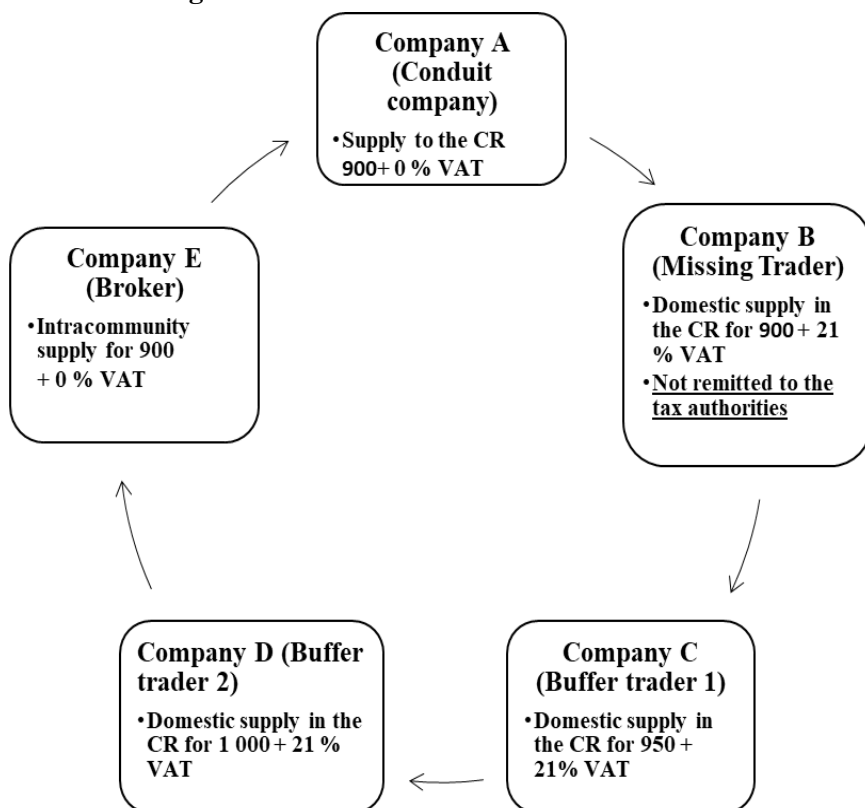 Company A
(Conduit
company)
•Supply to the CR
900+ 0 % VAT
Company B
(Missing Trader)
•Domestic supply in
the CR for 900 + 21
% VAT
•Not remitted to the
tax authorities
Company C
(Buffer trader 1)
•Domestic supply in
the CR for 950 +
21% VAT
Company D (Buffer
trader 2)
•Domestic supply in the
CR for 1 000 + 21 %
VAT
Company E
(Broker)
•Intracommunity
supply for 900
+ 0 % VAT